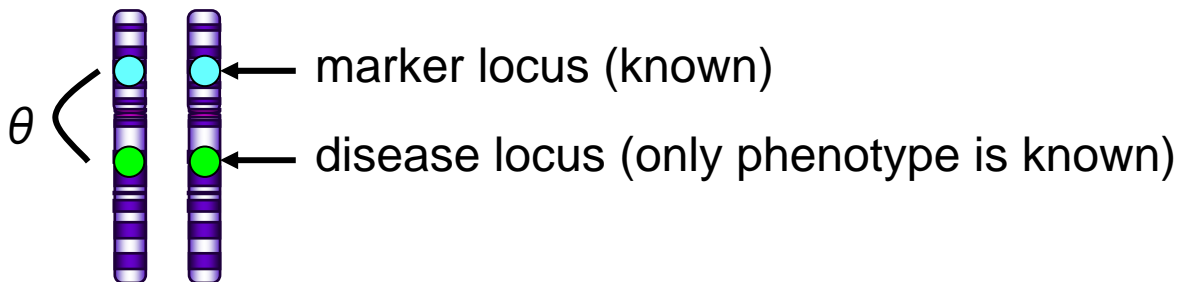 marker locus (known)
θ
disease locus (only phenotype is known)